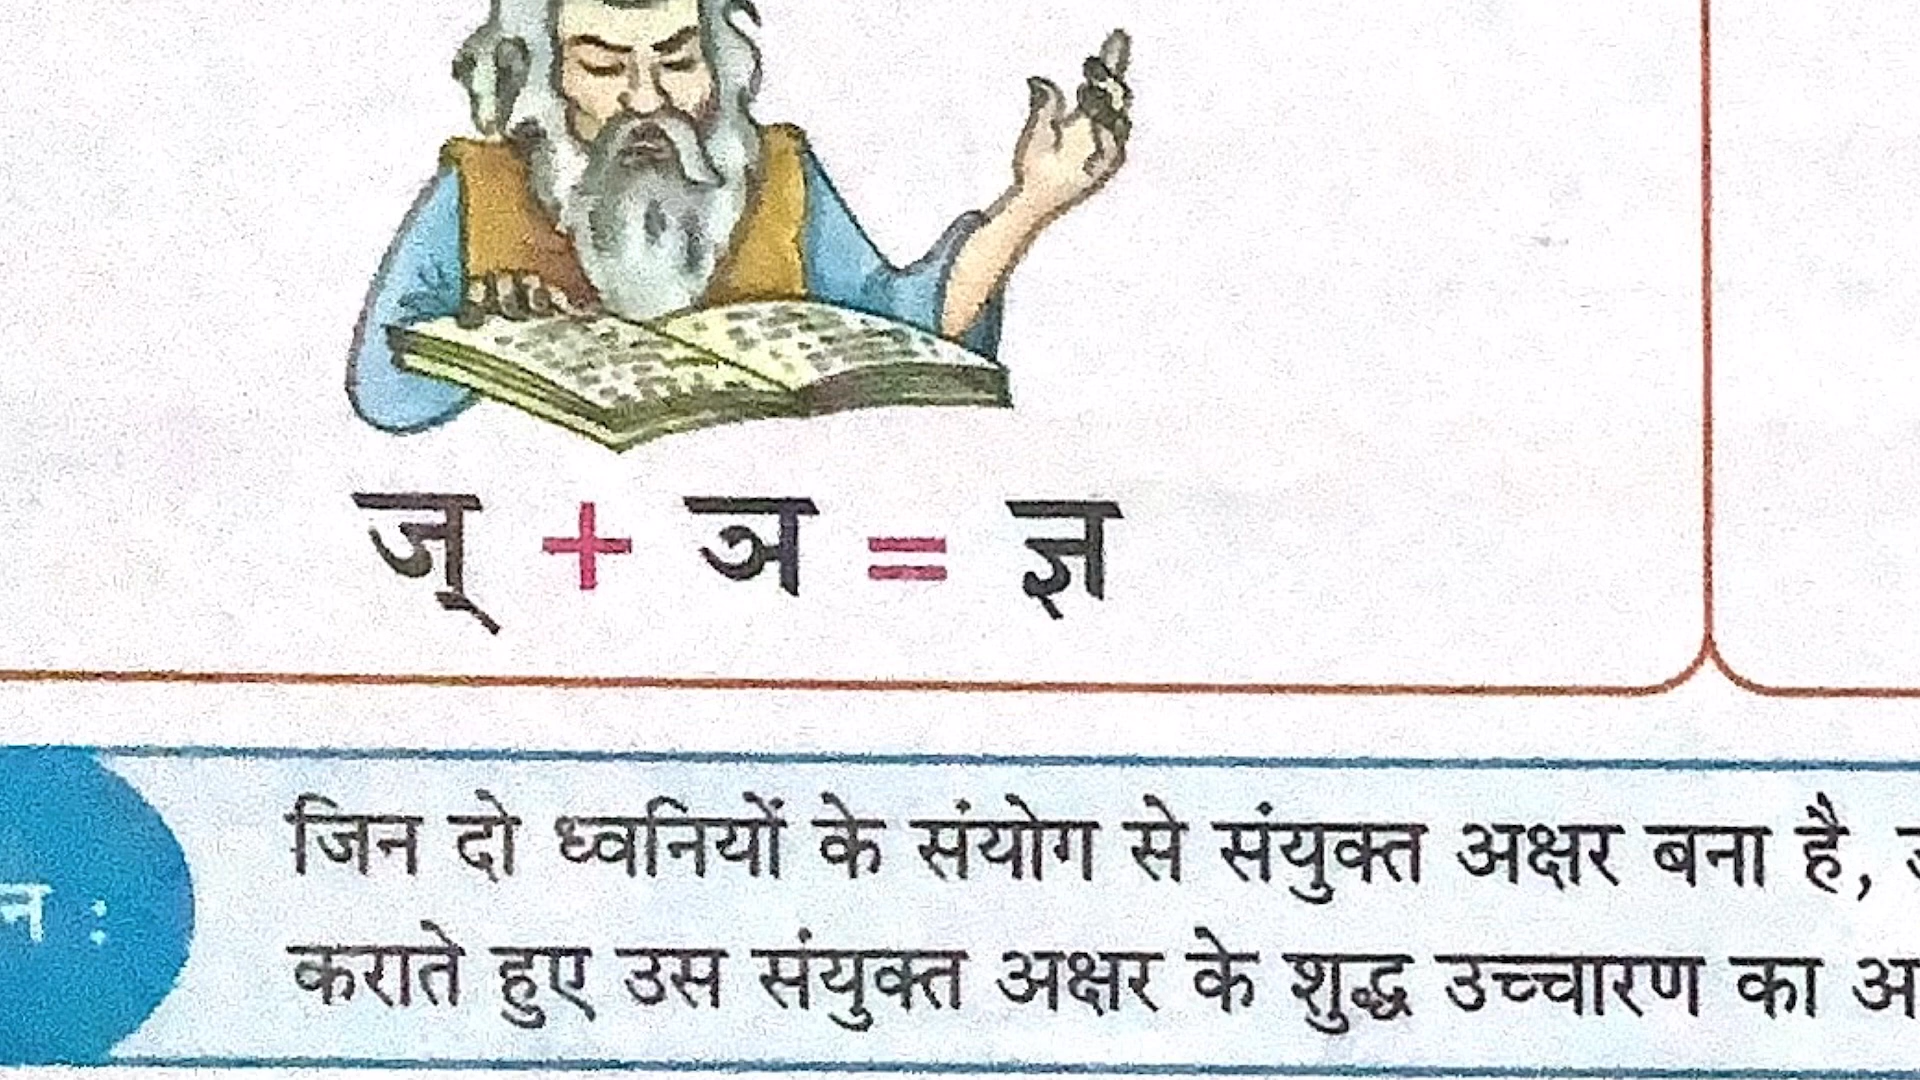 ज् + ञ = ज्ञ
जिन दो ध्वनियों के संयोग से संयुक्त अक्षर बना है,
कराते हुए उस संयुक्त अक्षर के शुद्ध उच्चारण का